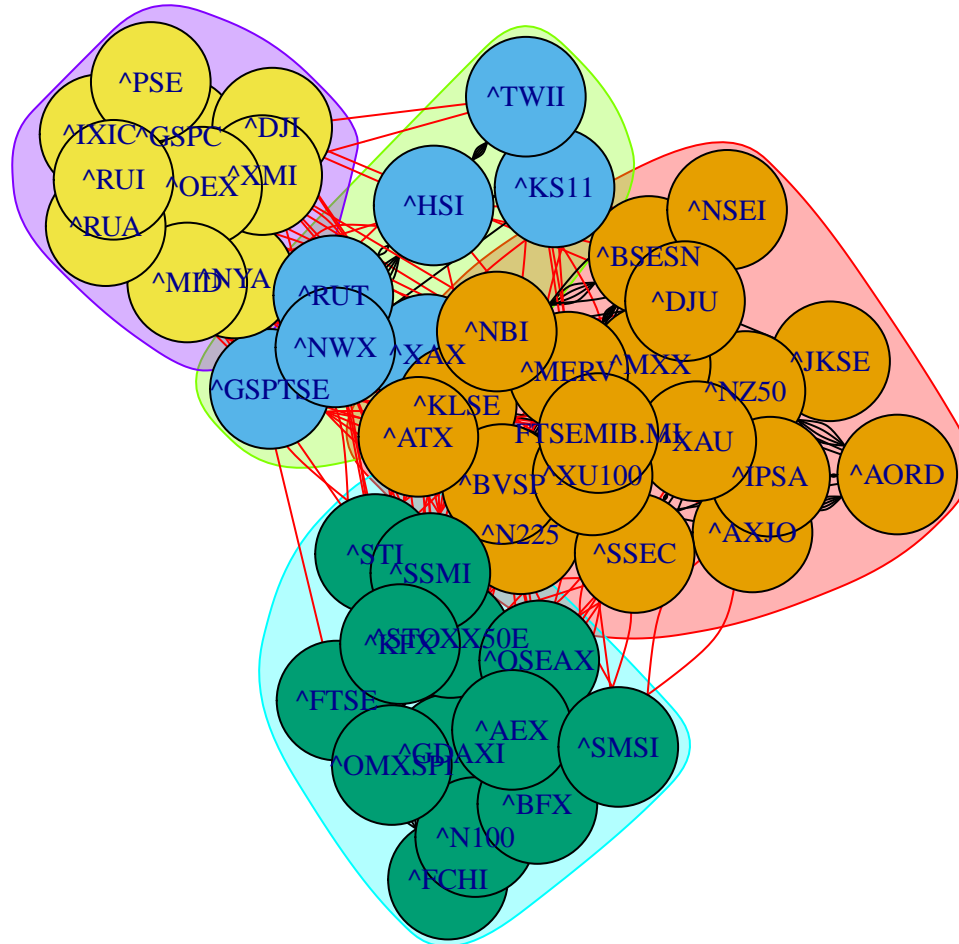 ^PSE
^TWII
^IXIC
^GSPC
^DJI
^RUI
^OEX
^XMI
^KS11
^HSI
^NSEI
^RUA
^BSESN
^MID
^NYA
^RUT
^DJU
^NBI
^NWX
^XAX
^MERV
^MXX
^JKSE
^GSPTSE
^NZ50
^KLSE
^ATX
FTSEMIB.MI
^XAU
^BVSP
^XU100
^IPSA
^AORD
^N225
^SSEC
^AXJO
^STI
^SSMI
^STOXX50E
^KFX
^OSEAX
^FTSE
^AEX
^GDAXI
^SMSI
^OMXSPI
^BFX
^N100
^FCHI